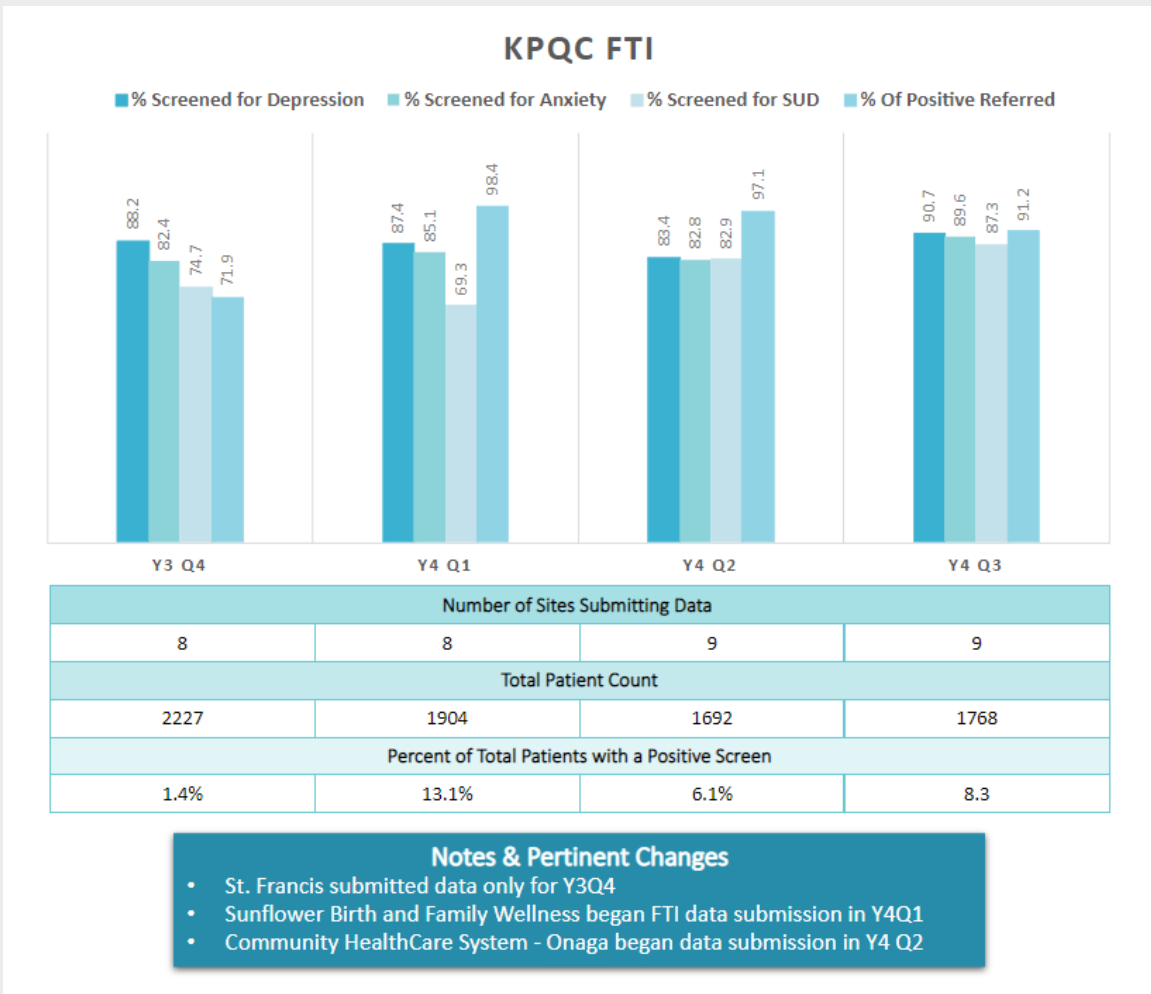 KPQC FTI
% Screened for Depression % Screened for Anxiety % Screened for SUD % Of Positive Referred
88.2 82.4 74.7 71.9 87.4 85.1 69.3 98.4 83.4 82.8 82.9 97.1 90.7 89.6 87.3 91.2
Y3 Q4 Y4 Q1 Y4 Q2 Y4 Q3
Number of Sites Submitting Data
8 8 9 9
Total Patient Count
2227 1904 1692 1768
Percent of Total Patients with a Positive Screen
1.4% 13.1% 6.1% 8.3
Notes & Pertinent Changes
• St. Francis submitted data only for Y3Q4
• Sunflower Birth and Family Wellness began FTI data submission in Y4Q1
• Community HealthCare System - Onaga began data submission in Y4 Q2